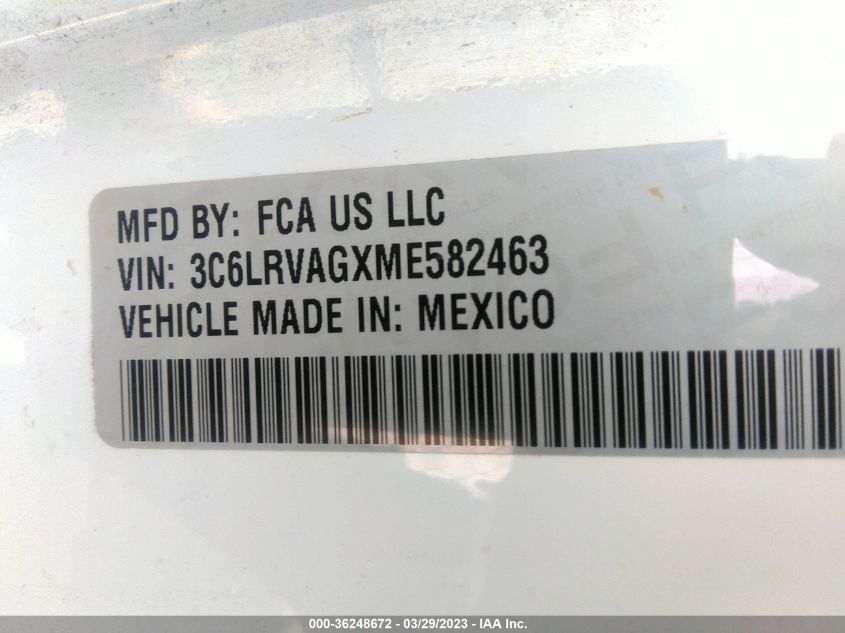 MFD BY: FCA US LLC
VIN: 3C6LRVAGXME582463
VEHICLE MADE IN: MEXICO
000-36248672 - 03/29/2023 - IAA Inc.